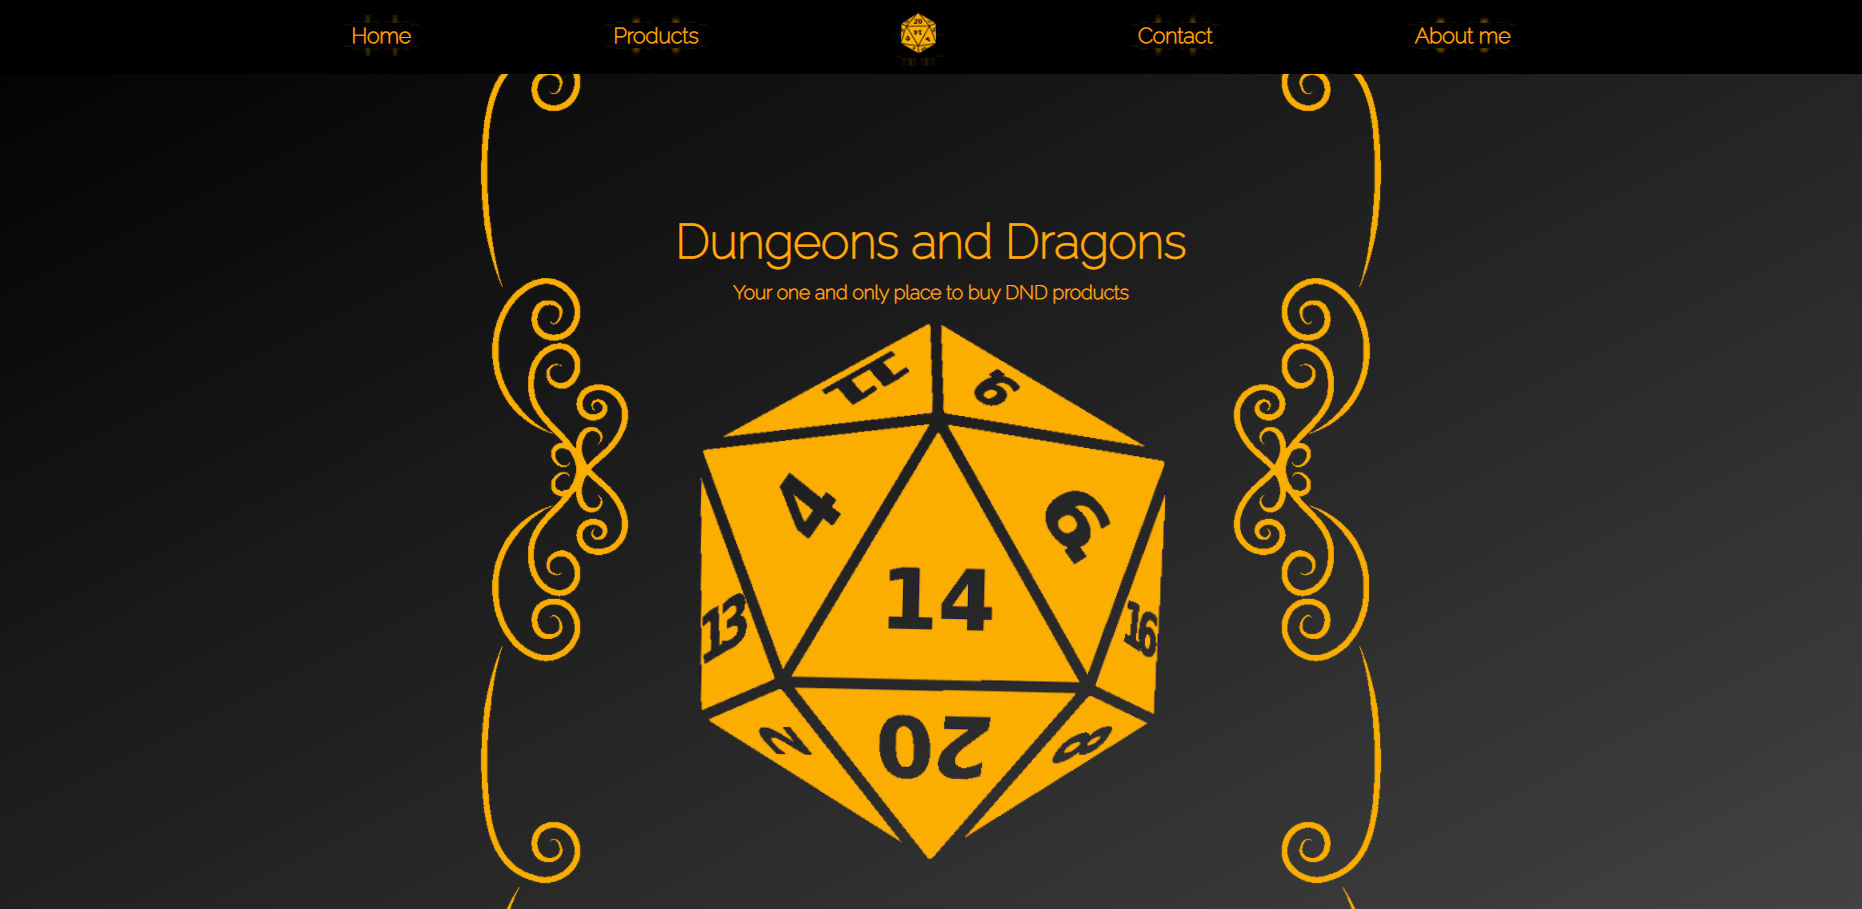 Home
Products
Contact
About me
Dungeons and Dragons
Your one and only place to buy DND products
11
9
4
6
14
13
16
2
20
8